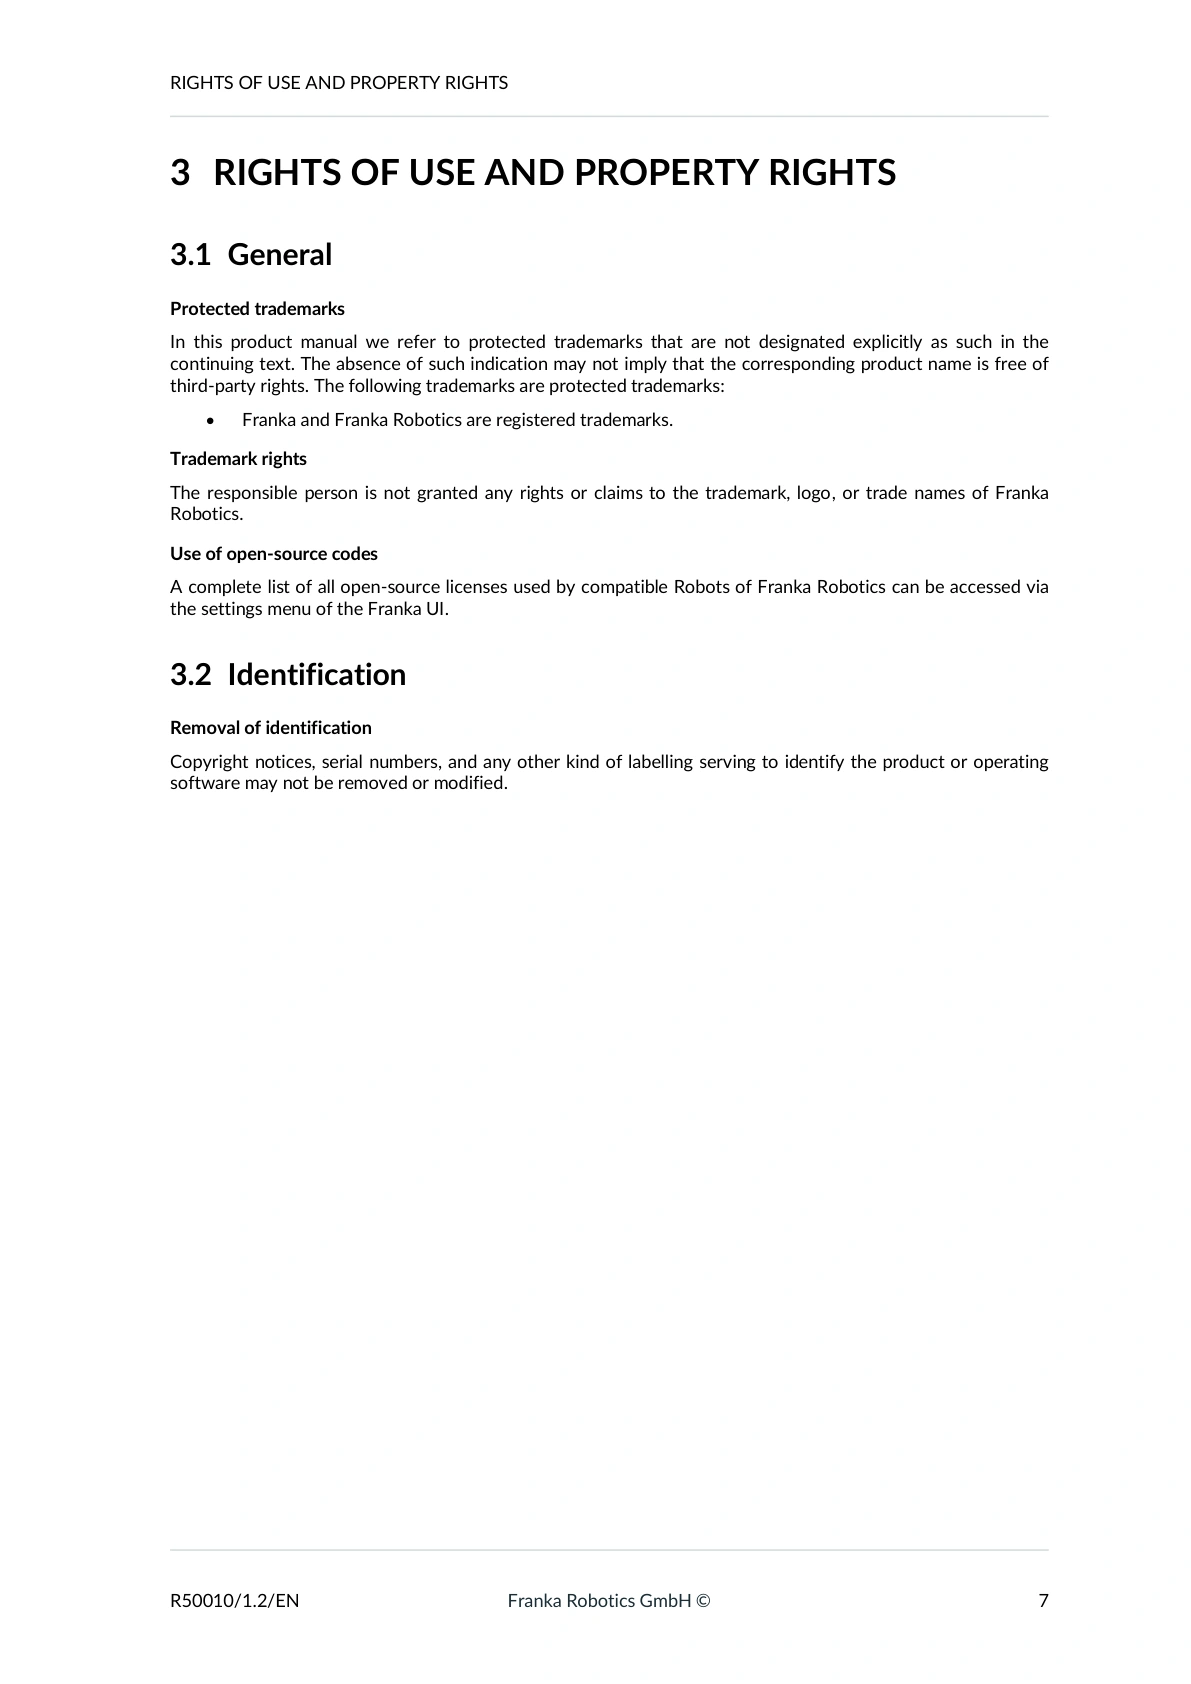 RIGHTS OF USE AND PROPERTY RIGHTS
3 RIGHTS OF USE AND PROPERTY RIGHTS
3.1 General
Protected trademarks
In this product manual we refer to protected trademarks that are not designated explicitly as such in the
continuing text. The absence of such indication may not imply that the corresponding product name is free of
third-party rights. The following trademarks are protected trademarks:
• Franka and Franka Robotics are registered trademarks.
Trademark rights
The responsible person is not granted any rights or claims to the trademark, logo, or trade names of Franka
Robotics.
Use of open-source codes
A complete list of all open-source licenses used by compatible Robots of Franka Robotics can be accessed via
the settings menu of the Franka UI.
3.2 Identification
Removal of identification
Copyright notices, serial numbers, and any other kind of labelling serving to identify the product or operating
software may not be removed or modified.
R50010/1.2/EN Franka Robotics GmbH © 7